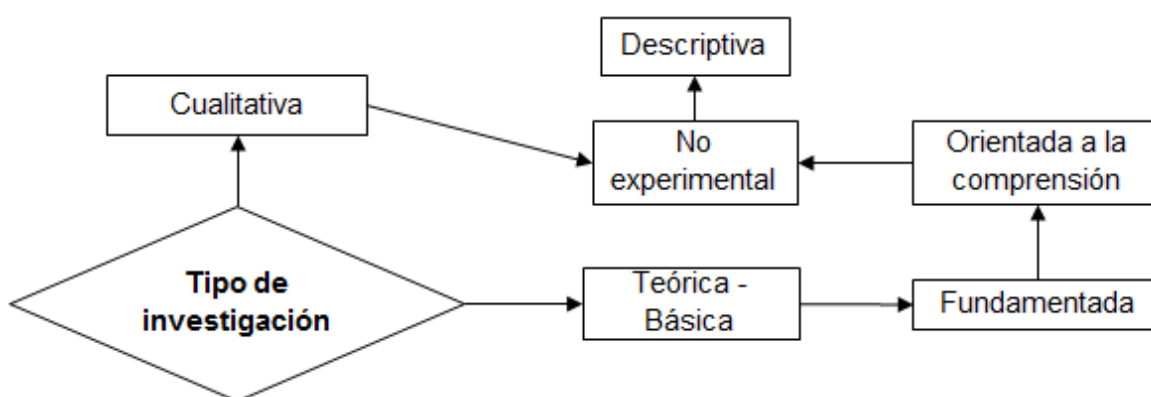 Descriptiva
Cualitativa
No
experimental
Orientada a la
comprensión
Tipo de
investigación
Teórica -
Básica
Fundamentada